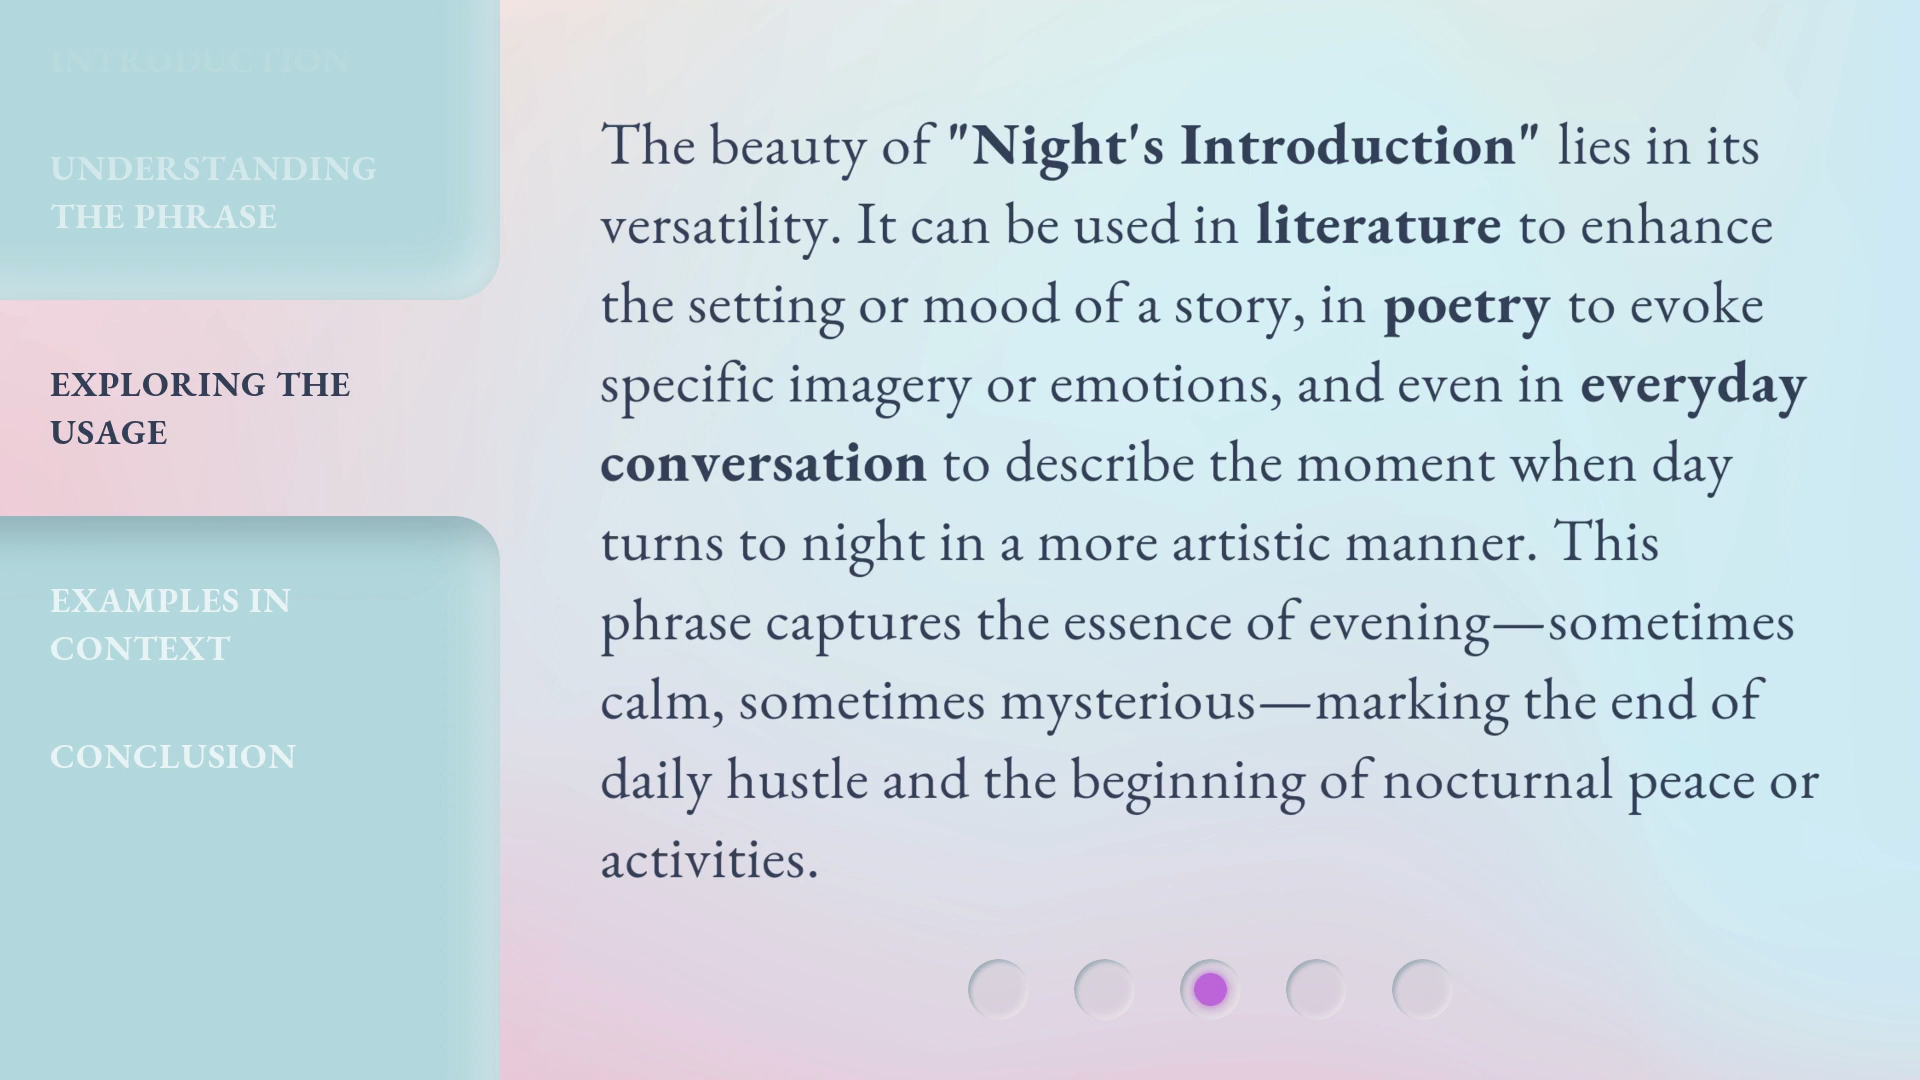 INTRODUCTION
UNDERSTANDING
THE PHRASE
EXPLORING THE
USAGE
EXAMPLES IN
CONTEXT
CONCLUSION
The beauty of "Night's Introduction" lies in its
versatility. It can be used in literature to enhance
the setting or mood of a story, in poetry to evoke
specific imagery or emotions, and even in everyday
conversation to describe the moment when day
turns to night in a more artistic manner. This
phrase captures the essence of evening—sometimes
calm, sometimes mysterious—marking the end of
daily hustle and the beginning of nocturnal peace or
activities.